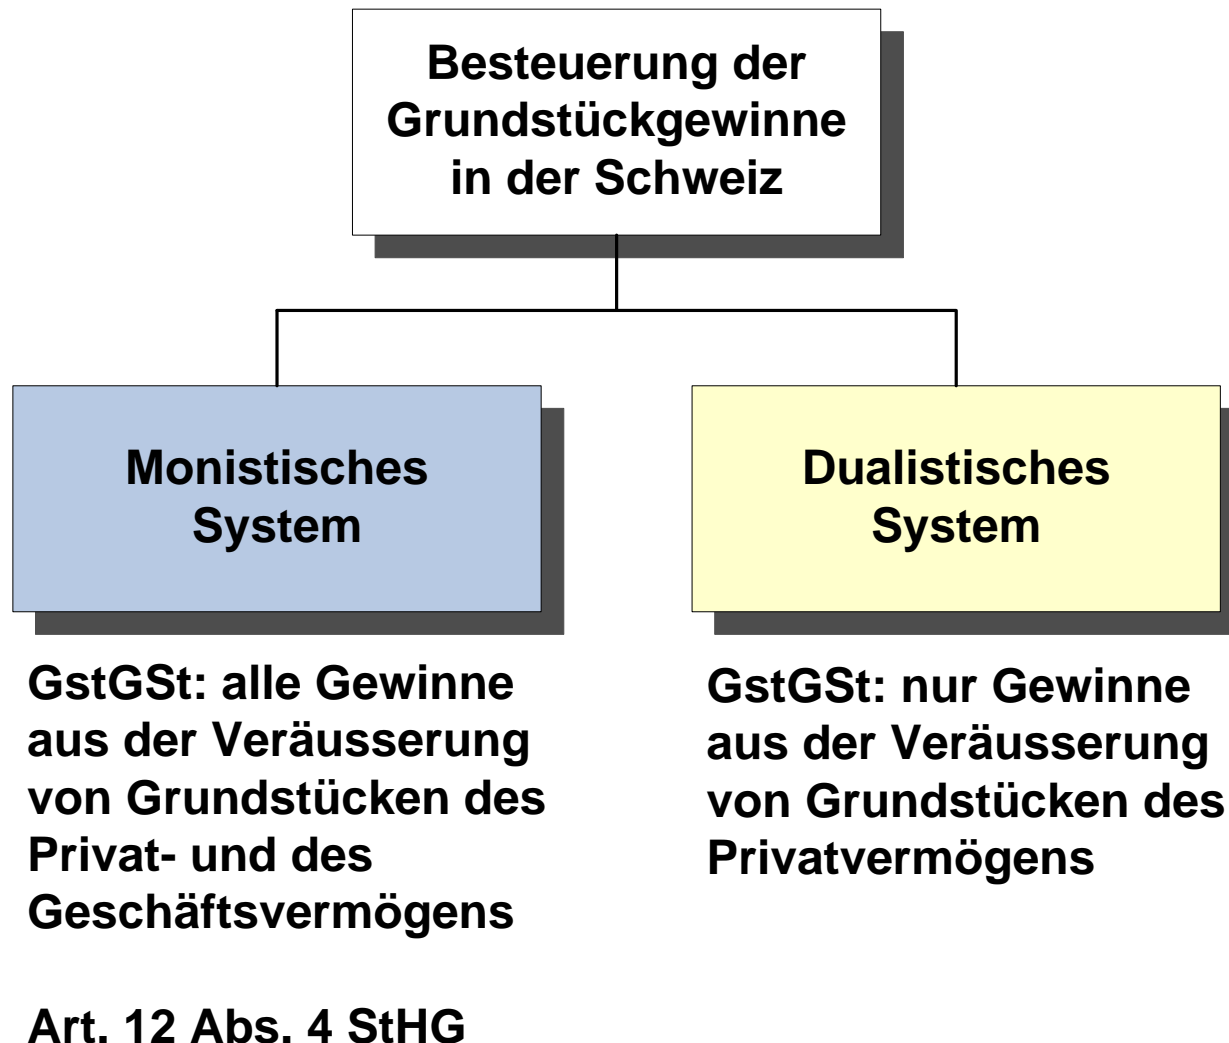 Besteuerung der
Grundstückgewinne
in der Schweiz
Monistisches
System
Dualistisches
System
GstGSt: alle Gewinne
aus der Veräusserung
von Grundstücken des
Privat- und des
Geschäftsvermögens
Art. 12 Abs. 4 StHG
GstGSt: nur Gewinne
aus der Veräusserung
von Grundstücken des
Privatvermögens